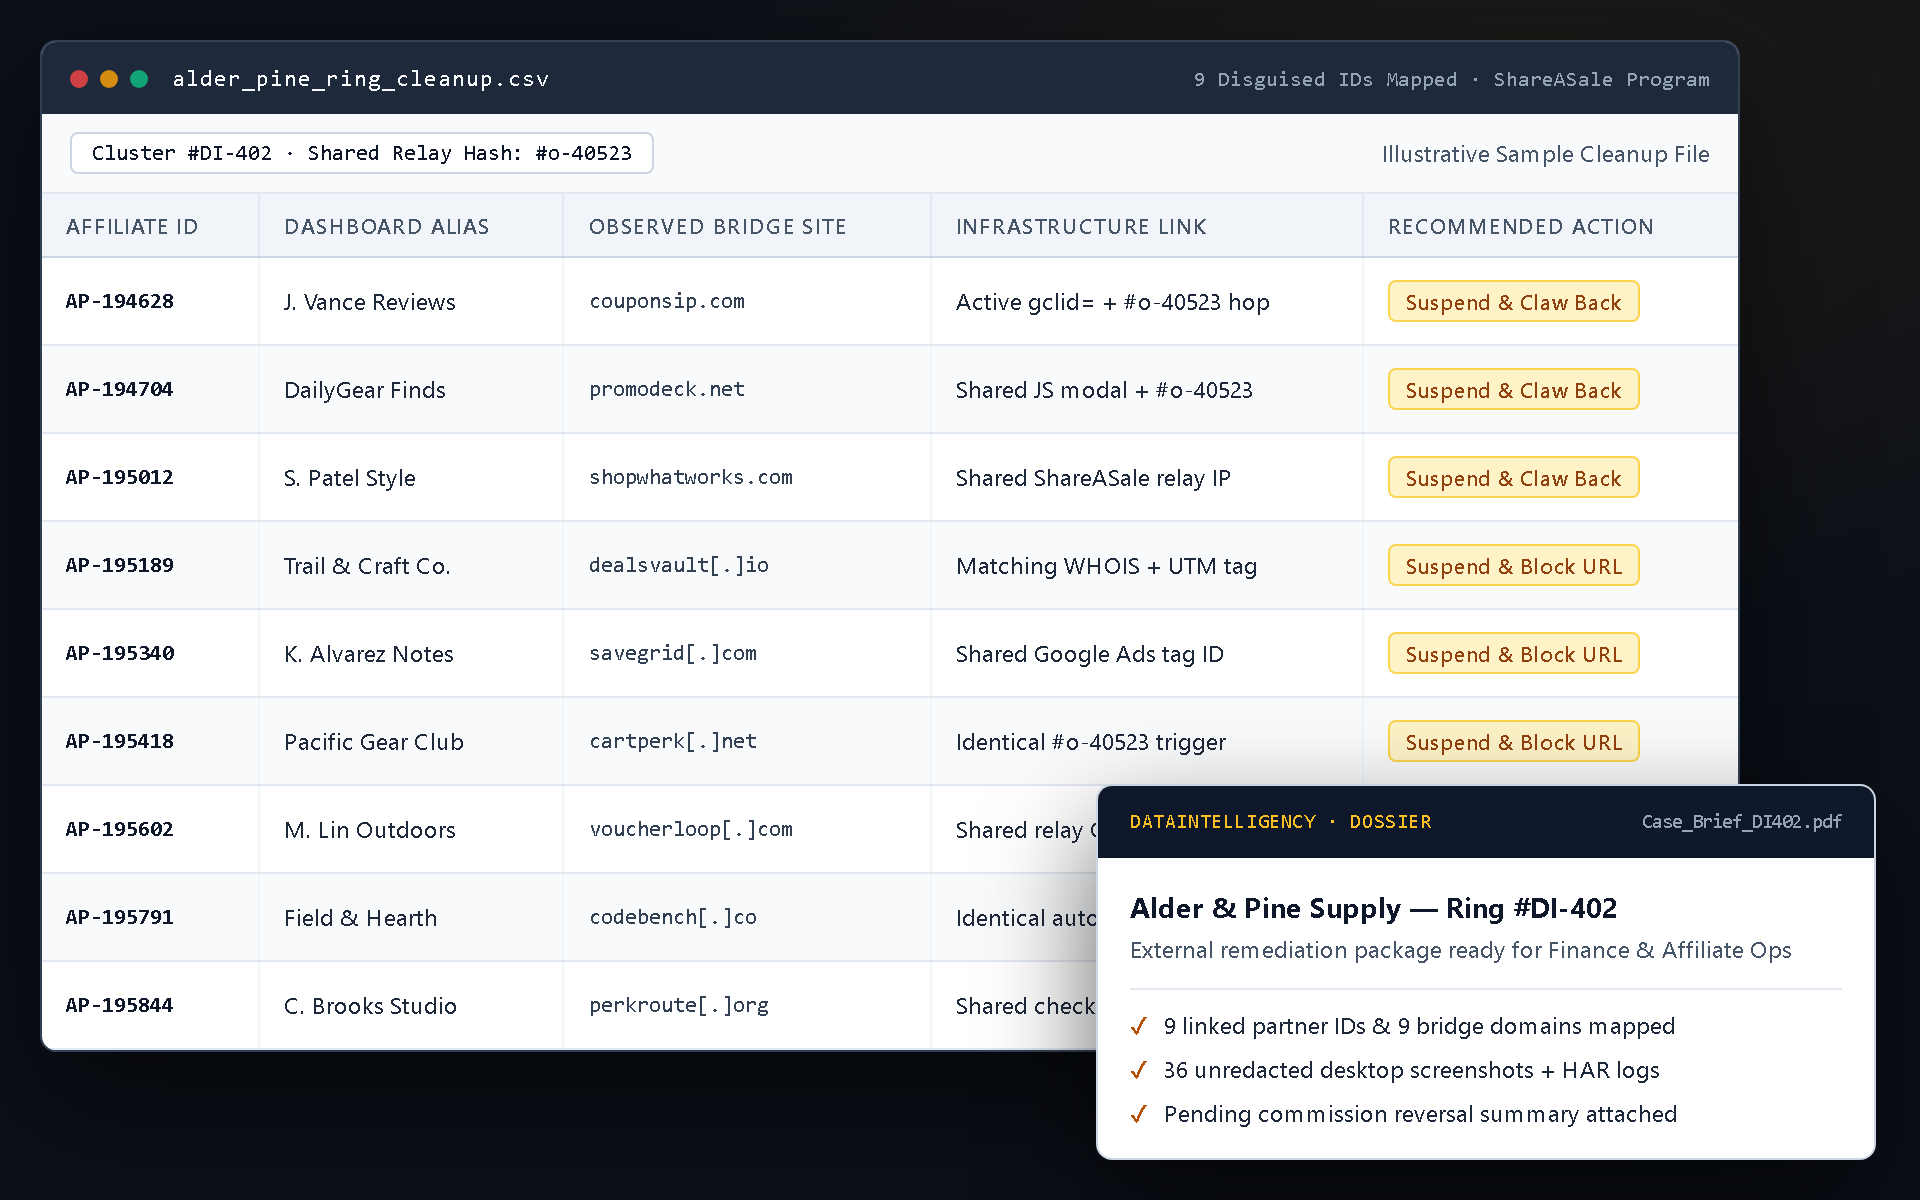 alder_pine_ring_cleanup.csv
9 Disguised IDs Mapped · ShareASale Program
Cluster #DI-402 · Shared Relay Hash: #o-40523
Illustrative Sample Cleanup File
AFFILIATE ID DASHBOARD ALIAS OBSERVED BRIDGE SITE INFRASTRUCTURE LINK RECOMMENDED ACTION
AP-194628 J. Vance Reviews couponsip.com Active gclid= + #o-40523 hop Suspend & Claw Back
AP-194704 DailyGear Finds promodeck.net Shared JS modal + #o-40523 Suspend & Claw Back
AP-195012 S. Patel Style shopwhatworks.com Shared ShareASale relay IP Suspend & Claw Back
AP-195189 Trail & Craft Co. dealsvault[.]io Matching WHOIS + UTM tag Suspend & Block URL
AP-195340 K. Alvarez Notes savegrid[.]com Shared Google Ads tag ID Suspend & Block URL
AP-195418 Pacific Gear Club cartperk[.]net Identical #o-40523 trigger Suspend & Block URL
AP-195602 M. Lin Outdoors voucherloop[.]com Shared relay
AP-195791 Field & Hearth codebench[.]co Identical auto
AP-195844 C. Brooks Studio perkroute[.]org Shared check
DATAINTELLIGENCY · DOSSIER
Case_Brief_DI402.pdf
Alder & Pine Supply — Ring #DI-402
External remediation package ready for Finance & Affiliate Ops
✓ 9 linked partner IDs & 9 bridge domains mapped
✓ 36 unredacted desktop screenshots + HAR logs
✓ Pending commission reversal summary attached